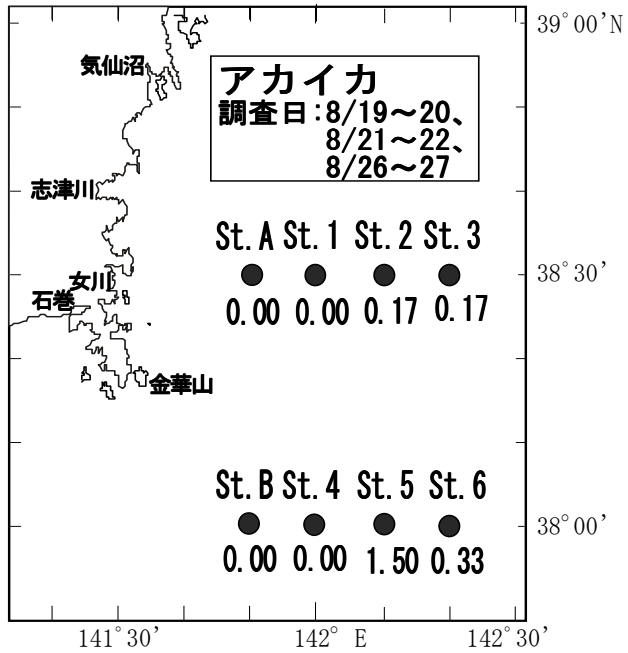 39°00'N
気仙沼
アカイカ
調査日:8/19～20、
8/21～22、
8/26～27
志津川
St.A St.1 St.2 St.3
38°30'
女川
石巻
0.00 0.00 0.17 0.17
金華山
St.B St.4 St.5 St.6
38°00'
0.00 0.00 1.50 0.33
141°30' 142° E 142°30'